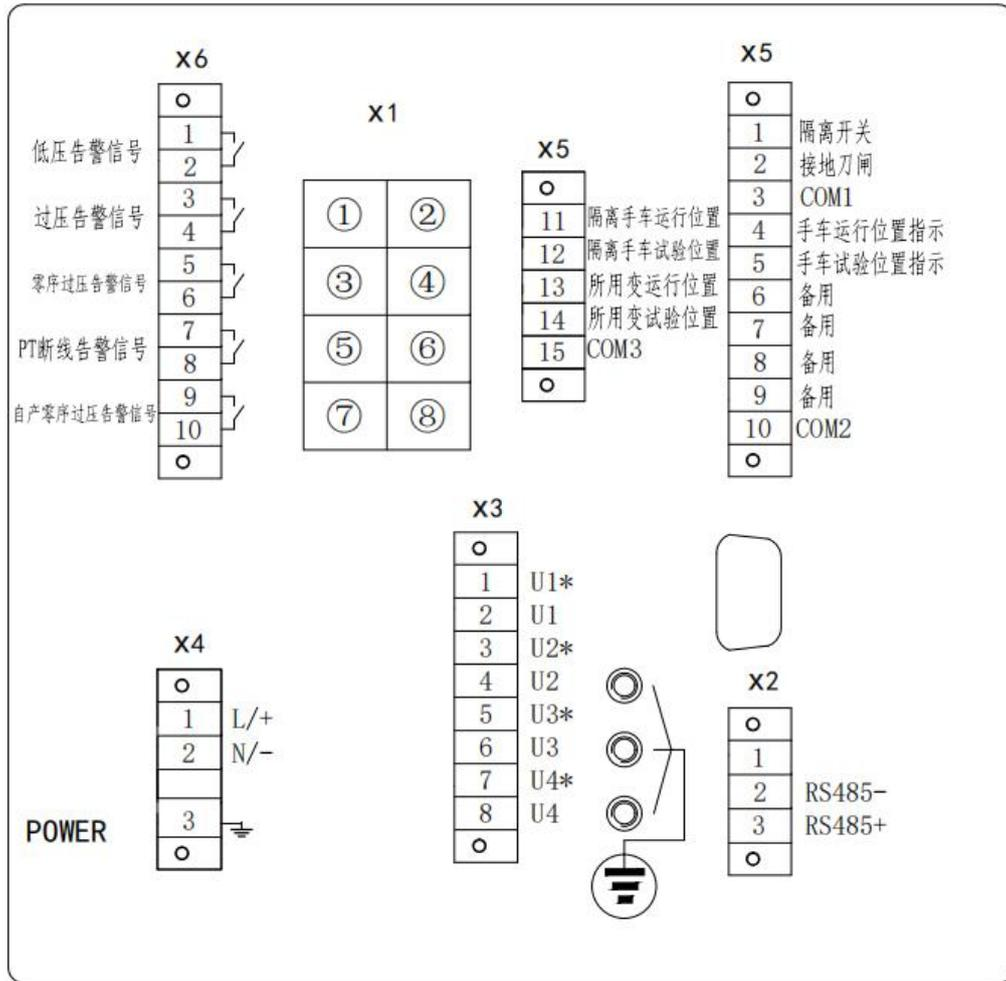 X6
1
低压告警信号
2
3
过压告警信号
4
5
零序过压告警信号
6
7
PT断线告警信号
8
9
自产零序过压告警信号
10
X1
① ②
③ ④
⑤ ⑥
⑦ ⑧
X5
11 隔离手车运行位置
12 隔离手车试验位置
13 所用变运行位置
14 所用变试验位置
15 COM3
X5
1 隔离开关
2 接地刀闸
3 COM1
4 手车运行位置指示
5 手车试验位置指示
6 备用
7 备用
8 备用
9 备用
10 COM2
X4
1 L/+
2 N/-
3
POWER
X3
1 U1*
2 U1
3 U2*
4 U2
5 U3*
6 U3
7 U4*
8 U4
X2
1
2 RS485-
3 RS485+